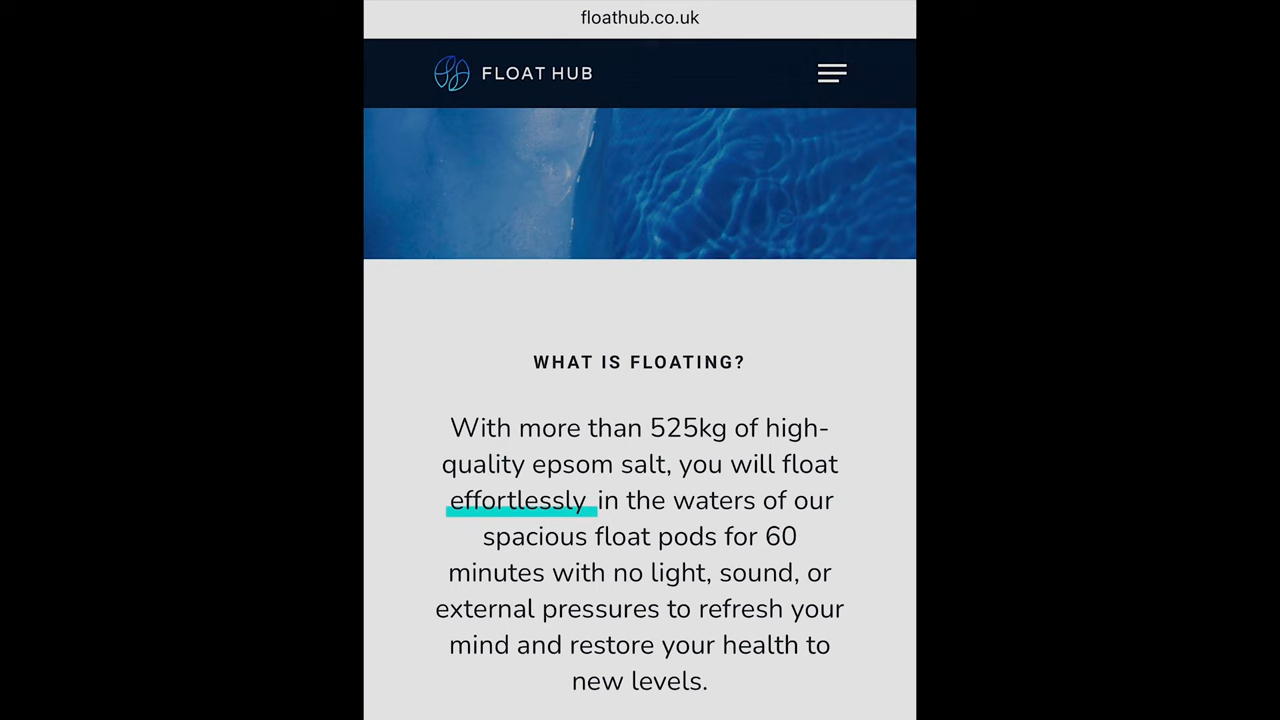 floathub.co.uk
FLOAT HUB
WHAT IS FLOATING?
With more than 525kg of high-
quality epsom salt, you will float
effortlessly in the waters of our
spacious float pods for 60
minutes with no light, sound, or
external pressures to refresh your
mind and restore your health to
new levels.